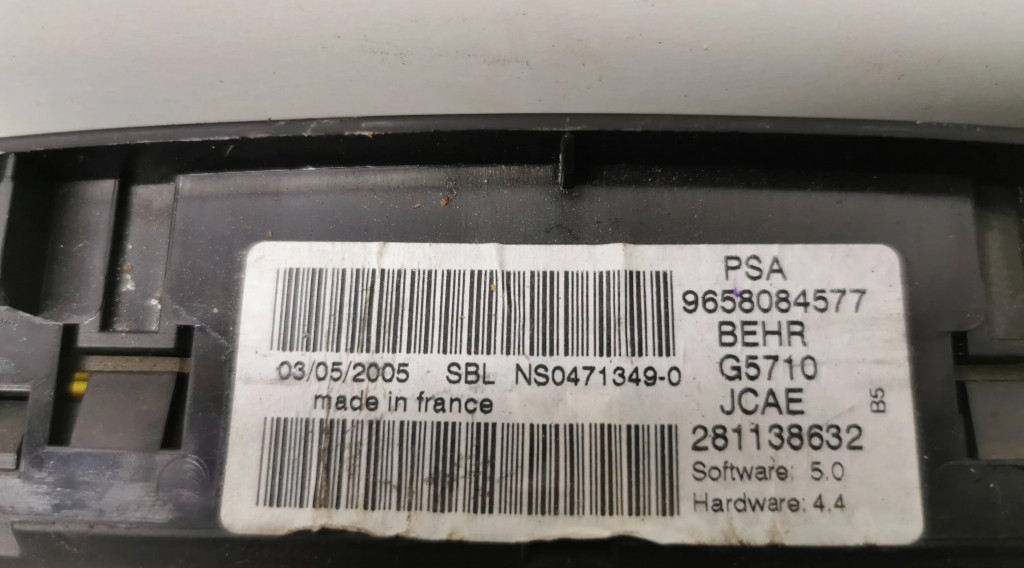 03/05/2005 SBL NS0471349-0
made in france
PSA
9658084577
BEHR
G5710
JCAE
281138632
Software: 5.0
Hardware: 4.4
B5